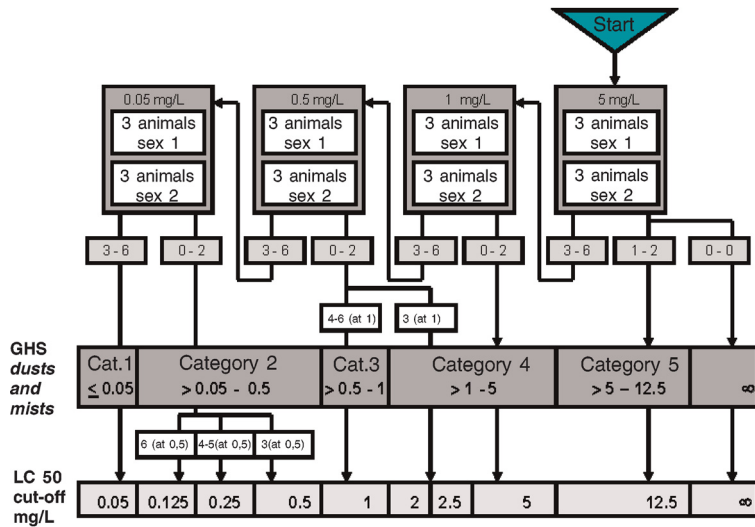 Start
0.05 mg/L
0.5 mg/L
1 mg/L
5 mg/L
3 animals
sex 1
3 animals
sex 1
3 animals
sex 1
3 animals
sex 1
3 animals
sex 2
3 animals
sex 2
3 animals
sex 2
3 animals
sex 2
3 - 6
0 - 2
3 - 6
0 - 2
3 - 6
0 - 2
3 - 6
1 - 2
0 - 0
4-6 (at 1)
3 (at 1)
GHS
dusts
and
mists
Cat.1
≤ 0.05
Category 2
> 0.05 - 0.5
Cat.3
> 0.5 - 1
Category 4
> 1 - 5
Category 5
> 5 – 12.5
∞
6 (at 0,5)
4-5(at 0,5)
3(at 0,5)
LC 50
cut-off
mg/L
0.05
0.125
0.25
0.5
1
2
2.5
5
12.5
∞